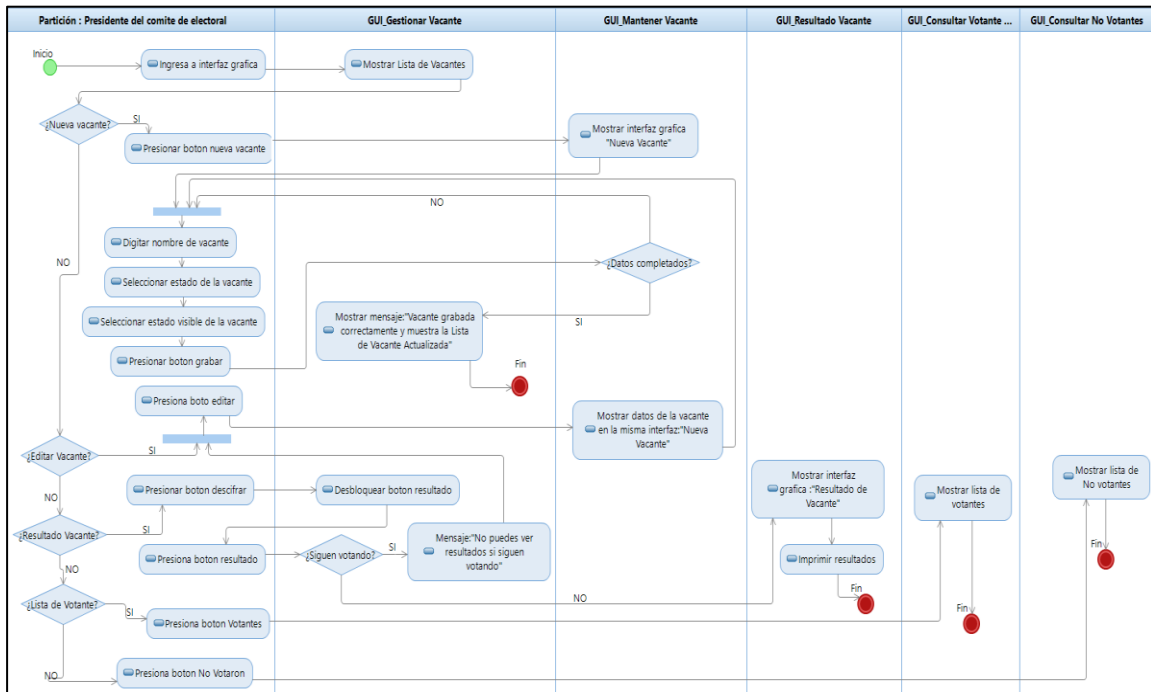 Partición : Presidente del comite de electoral
GUI_Gestionar Vacante
GUI_Mantener Vacante
GUI_Resultado Vacante
GUI_Consultar Votante ...
GUI_Consultar No Votantes
Inicio
Ingresa a interfaz grafica
Mostrar Lista de Vacantes
¿Nueva vacante?
SI
Presionar boton nueva vacante
Mostrar interfaz grafica
"Nueva Vacante"
NO
Digitar nombre de vacante
NO
¿Datos completados?
Seleccionar estado de la vacante
Seleccionar estado visible de la vacante
Mostrar mensaje:"Vacante grabada
correctamente y muestra la Lista
de Vacante Actualizada"
SI
Presionar boton grabar
Fin
Presiona boto editar
Mostrar datos de la vacante
en la misma interfaz:"Nueva
Vacante"
¿Editar Vacante?
SI
NO
Presionar boton descifrar
Desbloquear boton resultado
Mostrar interfaz
grafica :"Resultado de
Vacante"
Mostrar lista de
votantes
Mostrar lista de
No votantes
¿Resultado Vacante?
SI
Presiona boton resultado
¿Siguen votando?
SI
Mensaje:"No puedes ver
resultados si siguen
votando"
Imprimir resultados
Fin
NO
NO
Fin
¿Lista de Votante?
SI
Presiona boton Votantes
Fin
NO
Presiona boton No Votaron